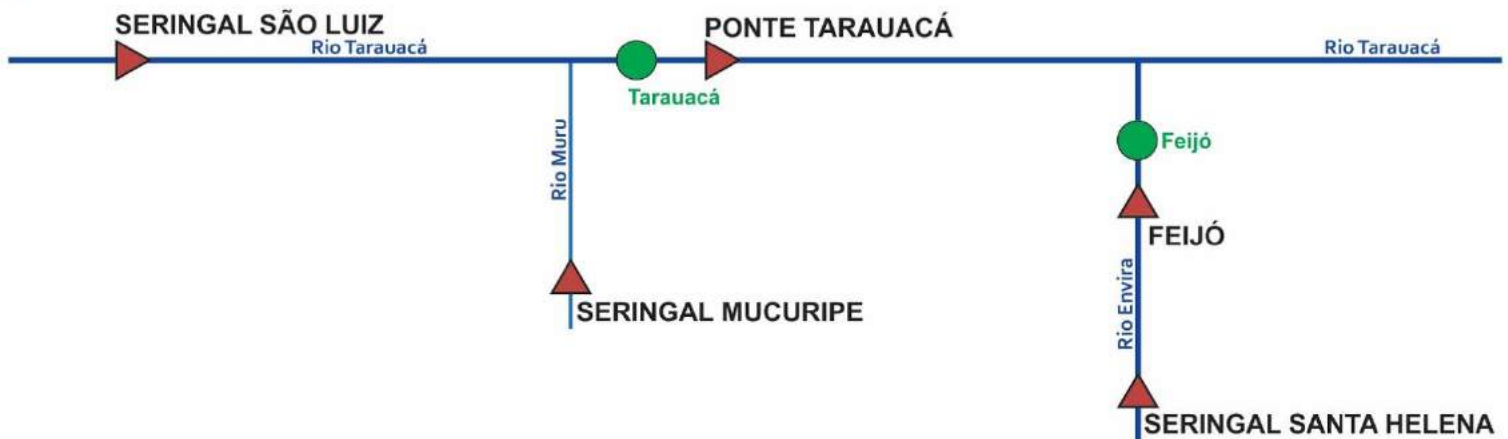 SERINGAL SÃO LUIZ
Rio Tarauacá
PONTE TARAUACÁ
Rio Tarauacá
Tarauacá
Rio Muru
Feijó
FEIJÓ
Rio Envira
SERINGAL MUCURIPE
SERINGAL SANTA HELENA